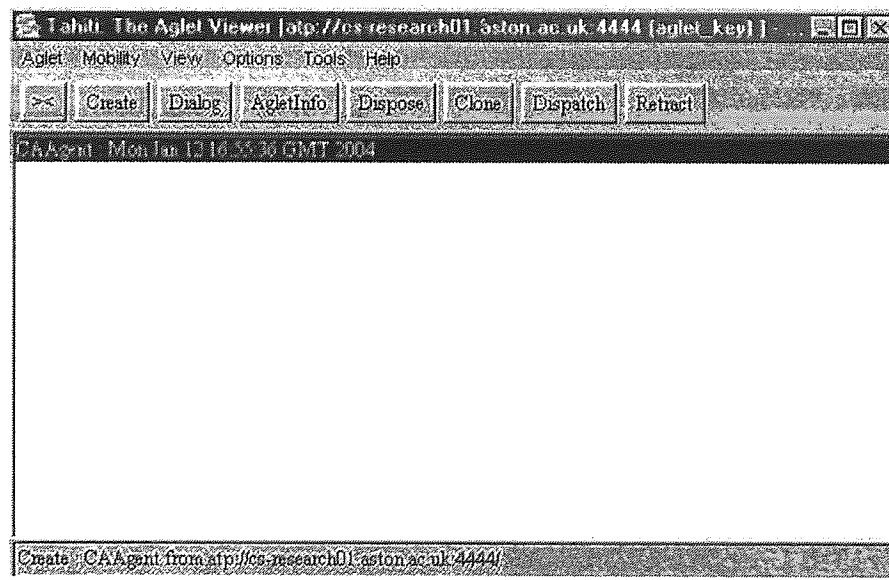 Tahiti: The Aglet Viewer [atp://cs-research01.aston.ac.uk:4444 (aglet_key) ] - ...
Aglet Mobility View Options Tools Help
>< Create Dialog AgletInfo Dispose Clone Dispatch Retract
CAAgent : Mon Jan 12 16:55:36 GMT 2004
Create : CAAgent from atp://cs-research01.aston.ac.uk:4444/